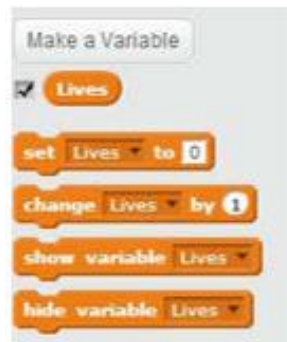 Make a Variable
Lives
set Lives to 0
change Lives by 1
show variable Lives
hide variable Lives